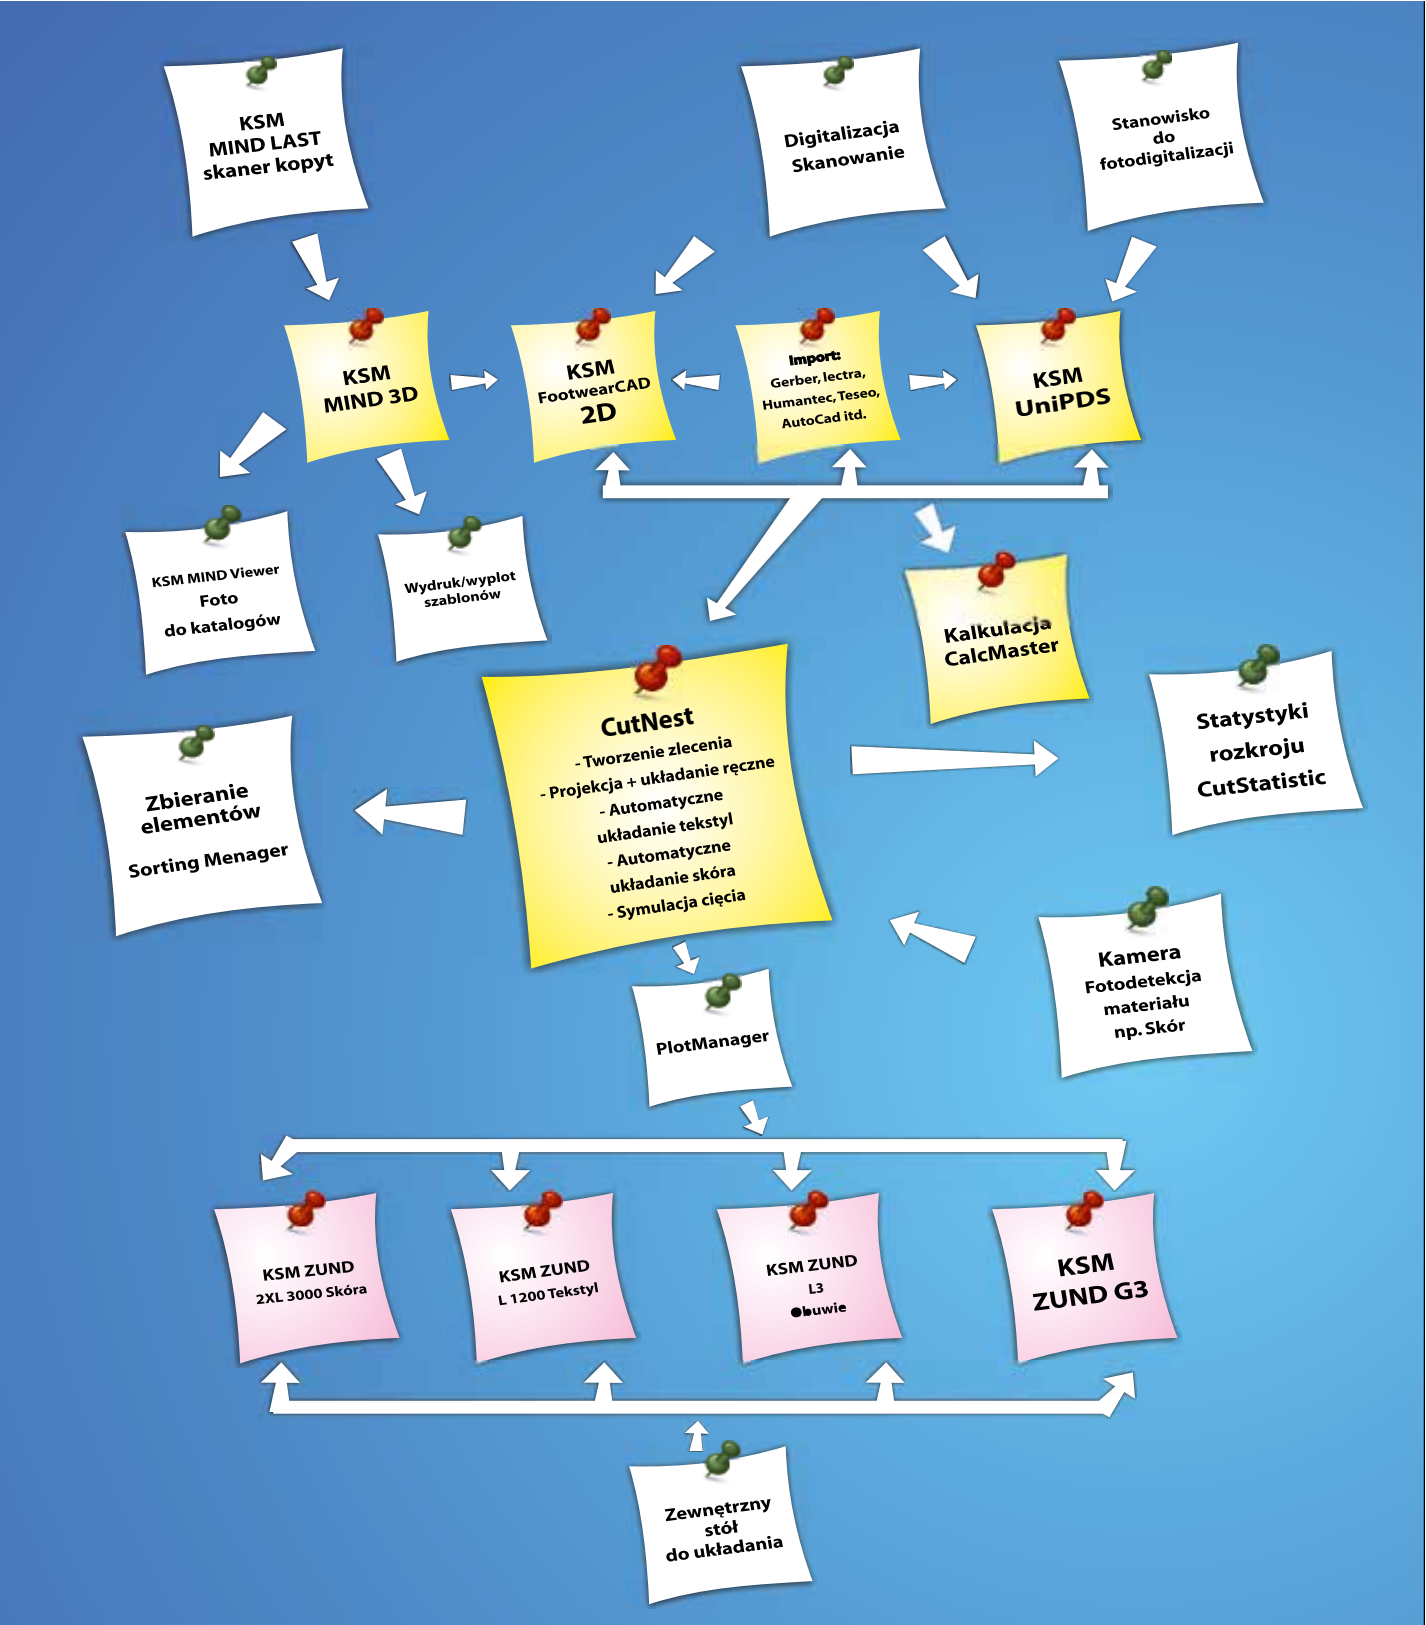 KSM
MIND LAST
skaner kopyt
Digitalizacja
Skanowanie
Stanowisko
do
fotodigitalizacji
KSM
MIND 3D
KSM
FootwearCAD
2D
Import:
Gerber, lectra,
Humantec, Teseo,
AutoCad itd.
KSM
UniPDS
KSM MIND Viewer
Foto
do katalogów
Wydruk/wyplot
szablonów
Kalkulacja
CalcMaster
CutNest
- Tworzenie zlecenia
- Projekcja + układanie ręczne
- Automatyczne
układanie tekstyl
- Automatyczne
układanie skóra
- Symulacja cięcia
Statystyki
rozkroju
CutStatistic
Zbieranie
elementów
Sorting Menager
Kamera
Fotodetekcja
materiału
np. Skór
PlotManager
KSM ZUND
2XL 3000 Skóra
KSM ZUND
L 1200 Tekstyl
KSM ZUND
L3
Obuwie
KSM
ZUND G3
Zewnętrzny
stół
do układania